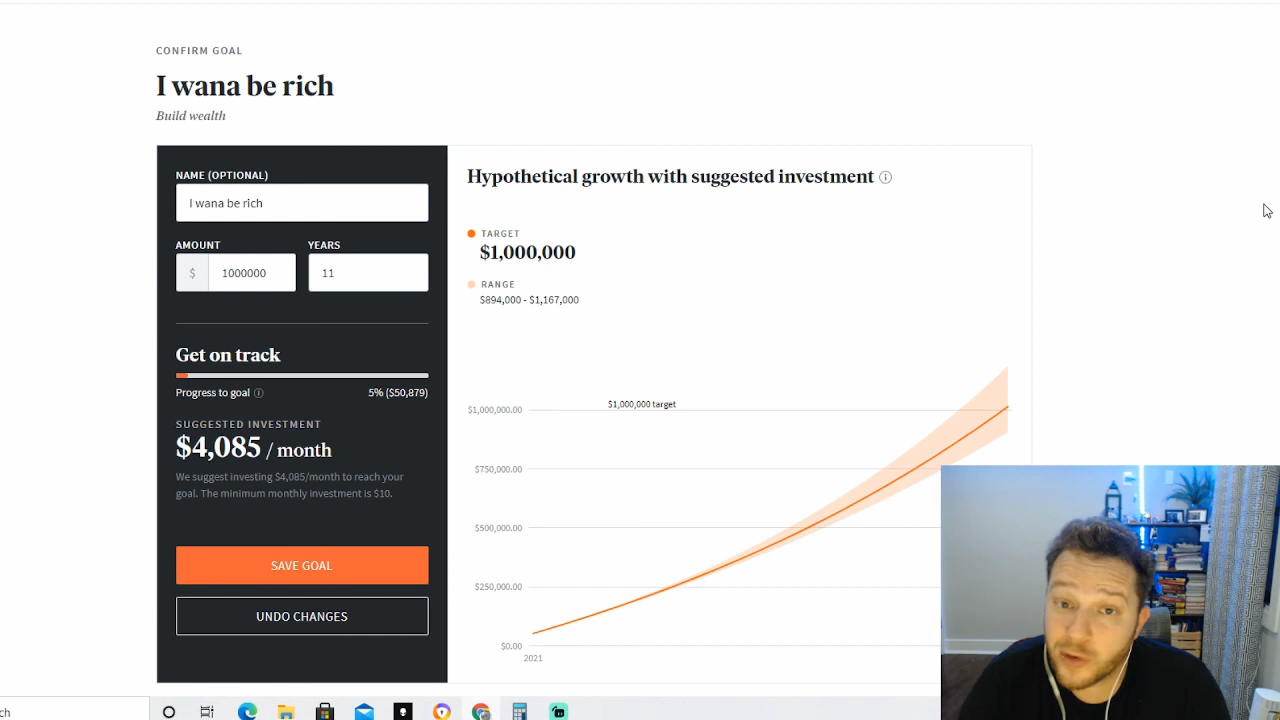 CONFIRM GOAL
I wana be rich
Build wealth
NAME (OPTIONAL)
I wana be rich
AMOUNT YEARS
$ 1000000 11
Get on track
Progress to goal 5% ($50,879)
SUGGESTED INVESTMENT
$4,085 / month
We suggest investing $4,085/month to reach your
goal. The minimum monthly investment is $10.
SAVE GOAL
UNDO CHANGES
Hypothetical growth with suggested investment
TARGET
$1,000,000
RANGE
$894,000 - $1,167,000
$1,000,000 target
$1,000,000.00
$750,000.00
$500,000.00
$250,000.00
$0.00
2021
ch